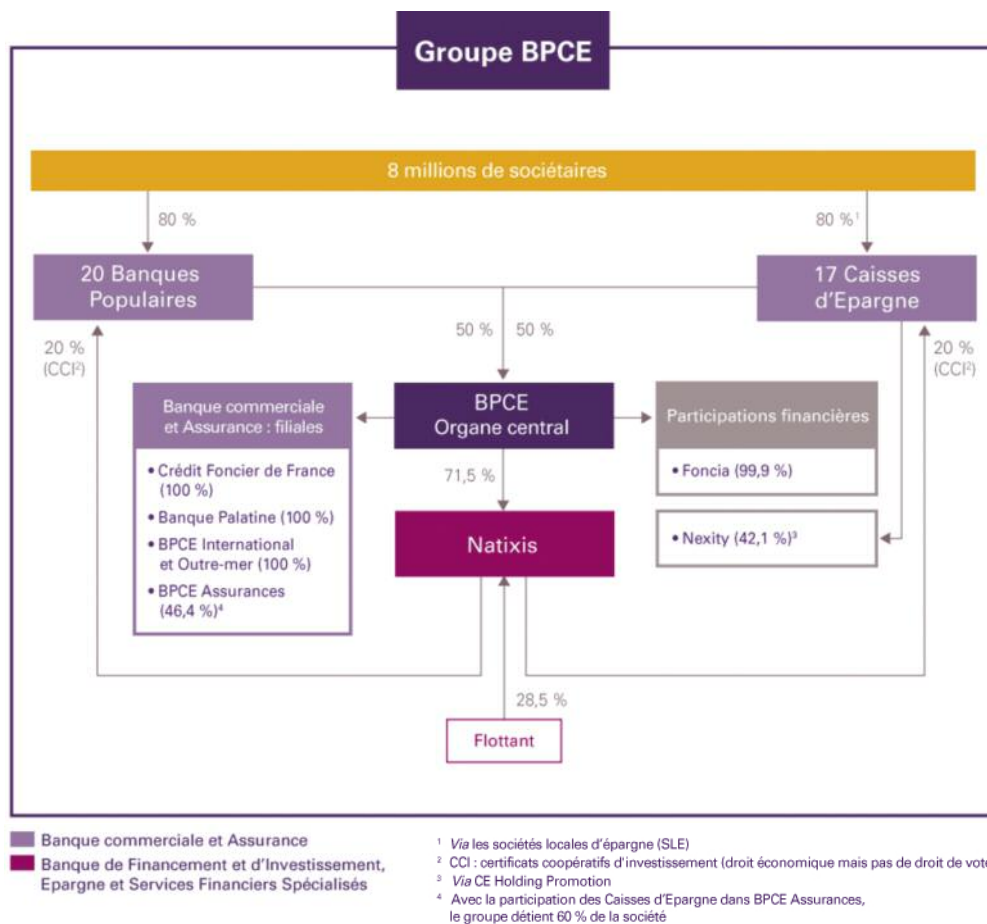 Groupe BPCE
8 millions de sociétaires
80 %
80 %¹
20 Banques
Populaires
17 Caisses
d'Epargne
50 %
50 %
20 %
(CCI²)
20 %
(CCI²)
Banque commerciale
et Assurance : filiales
• Crédit Foncier de France
(100 %)
• Banque Palatine (100 %)
• BPCE International
et Outre-mer (100 %)
• BPCE Assurances
(46,4 %)⁴
BPCE
Organe central
Participations financières
• Foncia (99,9 %)
• Nexity (42,1 %)³
71,5 %
Natixis
28,5 %
Flottant
Banque commerciale et Assurance
Banque de Financement et d'Investissement,
Epargne et Services Financiers Spécialisés
¹ Via les sociétés locales d'épargne (SLE)
² CCI : certificats coopératifs d'investissement (droit économique mais pas de droit de vote
³ Via CE Holding Promotion
⁴ Avec la participation des Caisses d'Epargne dans BPCE Assurances,
le groupe détient 60 % de la société